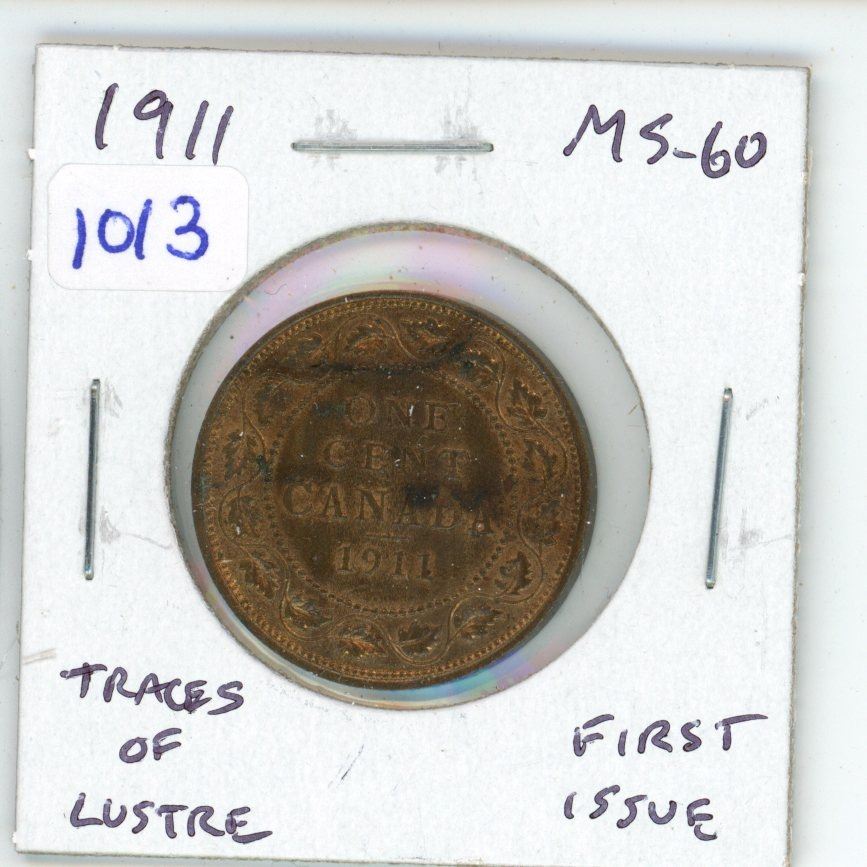 1911
MS-60
1013
ONE
CENT
CANADA
1911
TRACES
OF
LUSTRE
FIRST
ISSUE